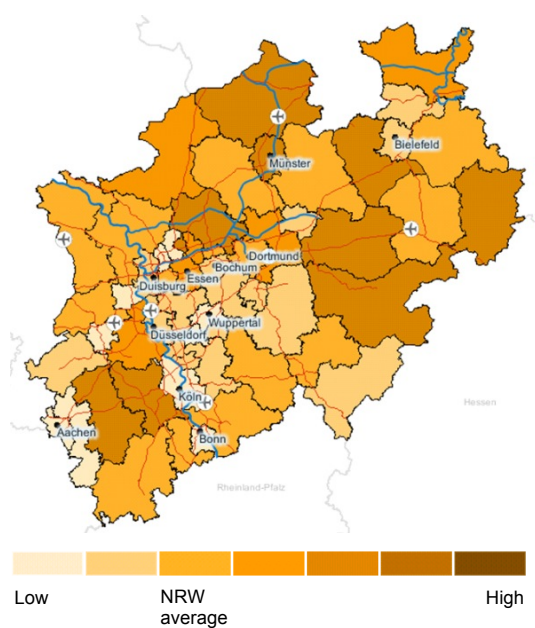 Bielefeld
Münster
Dortmund
Bochum
Essen
Duisburg
Wuppertal
Düsseldorf
Köln
Hessen
Aachen
Bonn
Rheinland-Pfalz
Low
NRW
average
High